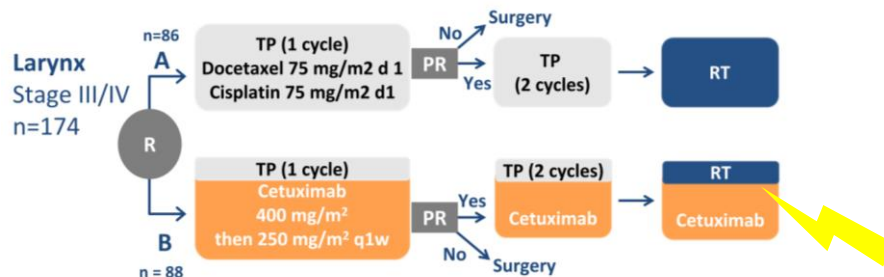 Larynx
Stage III/IV
n=174
R
n=86
A
TP (1 cycle)
Docetaxel 75 mg/m2 d 1
Cisplatin 75 mg/m2 d1
PR
No
Surgery
Yes
TP
(2 cycles)
RT
B
n = 88
TP (1 cycle)
Cetuximab
400 mg/m²
then 250 mg/m² q1w
PR
Yes
No
Surgery
TP (2 cycles)
Cetuximab
RT
Cetuximab